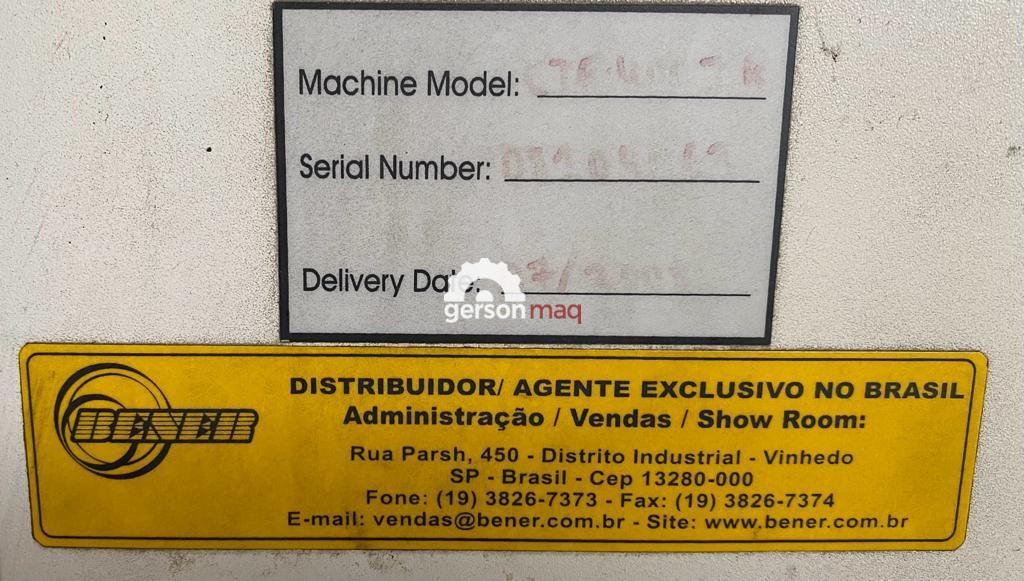 Machine Model:
Serial Number:
Delivery Date:
gerson maq
BENER
DISTRIBUIDOR/ AGENTE EXCLUSIVO NO BRASIL
Administração / Vendas / Show Room:
Rua Parsh, 450 - Distrito Industrial - Vinhedo
SP - Brasil - Cep 13280-000
Fone: (19) 3826-7373 - Fax: (19) 3826-7374
E-mail: vendas@bener.com.br - Site: www.bener.com.br